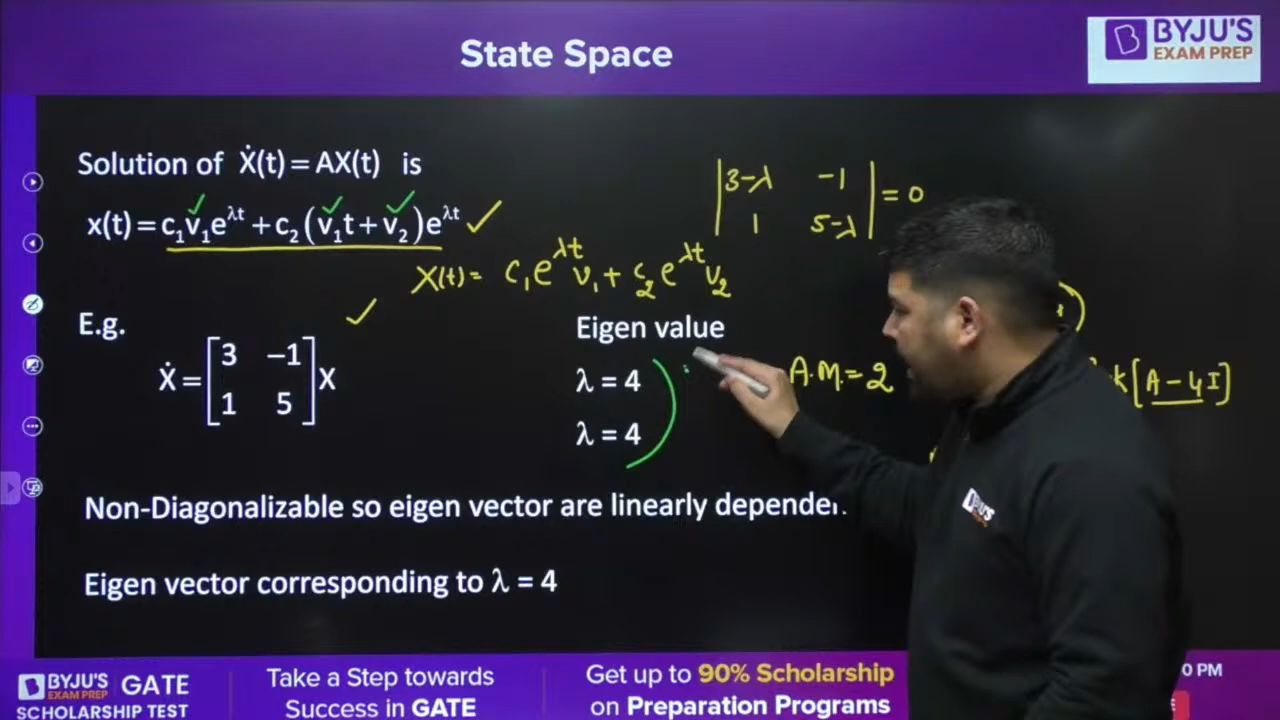 State Space
BYJU'S
EXAM PREP
Solution of Ẋ(t) = AX(t) is
x(t) = c₁v₁e^λt + c₂(v₁t + v₂)e^λt
X(t) = c₁e^λt v₁ + c₂e^λt v₂
|3-λ -1|
|1 5-λ| = 0
E.g.
Ẋ = [3 −1] X
[1 5]
Eigen value
λ = 4
λ = 4
A.M. = 2
[A - 4I]
Non-Diagonalizable so eigen vector are linearly
Eigen vector corresponding to λ = 4
BYJU'S
EXAM PREP
GATE
SCHOLARSHIP TEST
Take a Step towards
Success in GATE
Get up to 90% Scholarship
on Preparation Programs
0 PM
BYJU'S